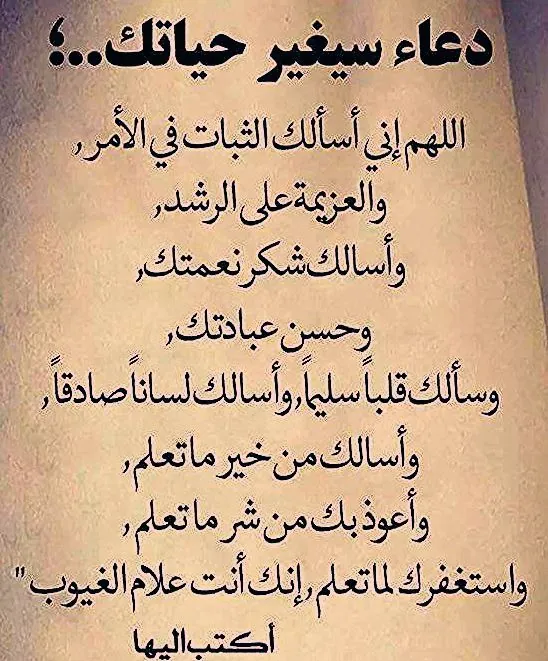 دعاء سيغير حياتك..؛
اللهم إني أسألك الثبات في الأمر ,
والعزيمة على الرشد,
وأسالك شكر نعمتك,
وحسن عبادتك,
وسألك قلباً سليماً, وأسالك لساناً صادقاً,
وأسالك من خير ما تعلم,
وأعوذ بك من شر ما تعلم ,
واستغفرك لما تعلم, إنك أنت علام الغيوب "
أكتب اليها